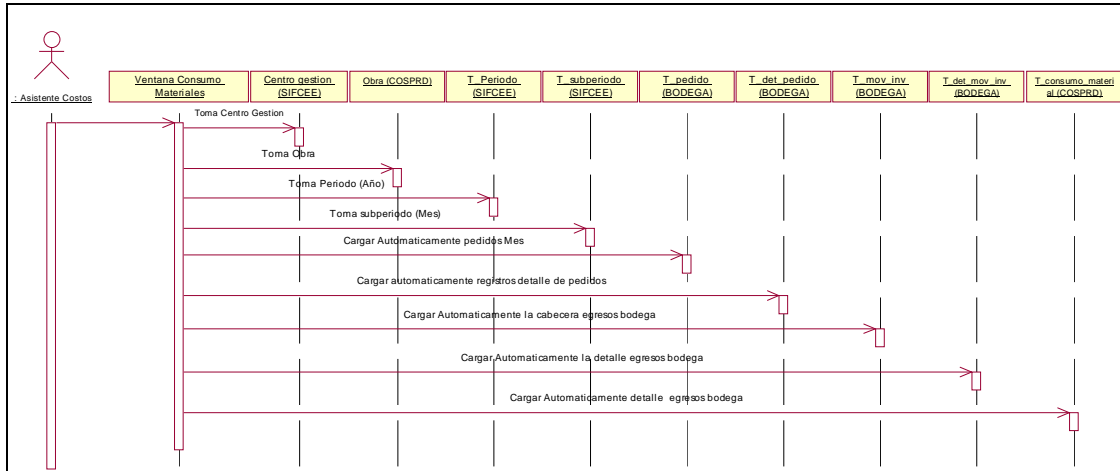 : Asistente Costos
Ventana Consumo
Materiales
Centro gestion
(SIFCEE)
Obra (COSPRD)
T_Periodo
(SIFCEE)
T_subperiodo
(SIFCEE)
T_pedido
(BODEGA)
T_det_pedido
(BODEGA)
T_mov_inv
(BODEGA)
T_det_mov_inv
(BODEGA)
T_consumo_materi
al (COSPRD)
Toma Centro Gestion
Toma Obra
Toma Periodo (Año)
Toma subperiodo (Mes)
Cargar Automaticamente pedidos Mes
Cargar automaticamente registros detalle de pedidos
Cargar Automaticamente la cabecera egresos bodega
Cargar Automaticamente la detalle egresos bodega
Cargar Automaticamente detalle egresos bodega